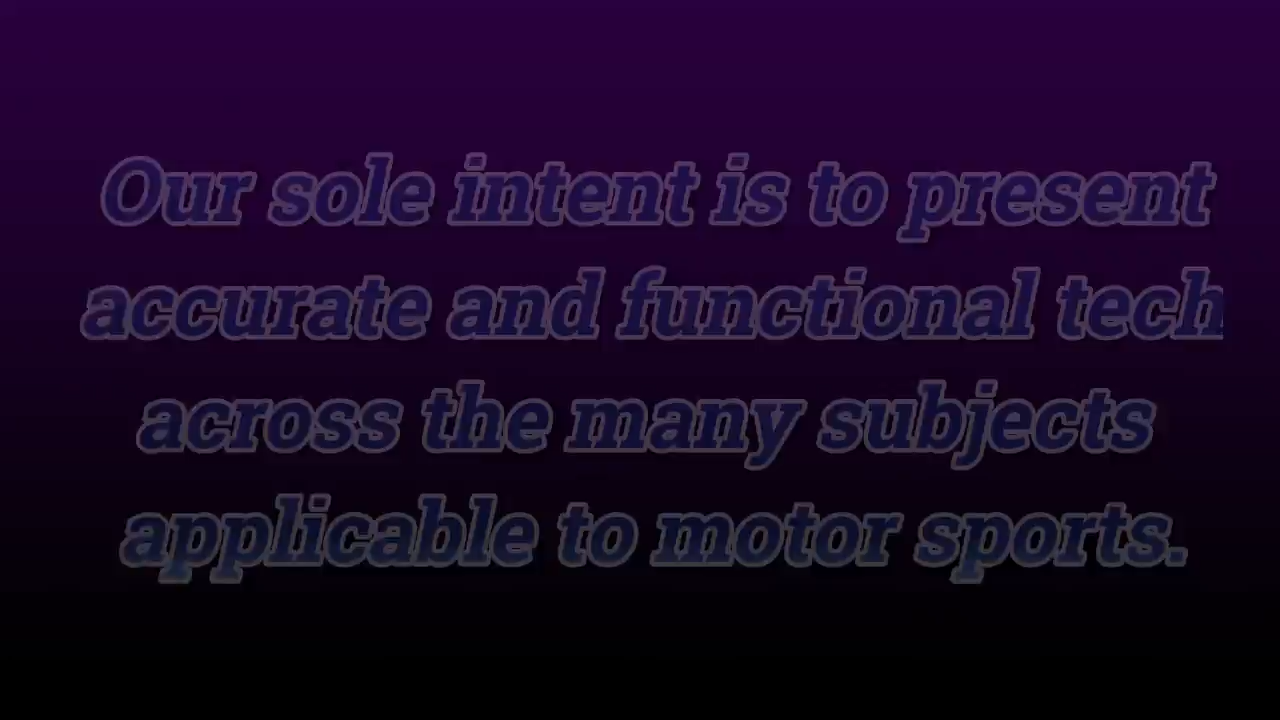 Our sole intent is to present
accurate and functional tech
across the many subjects
applicable to motor sports.